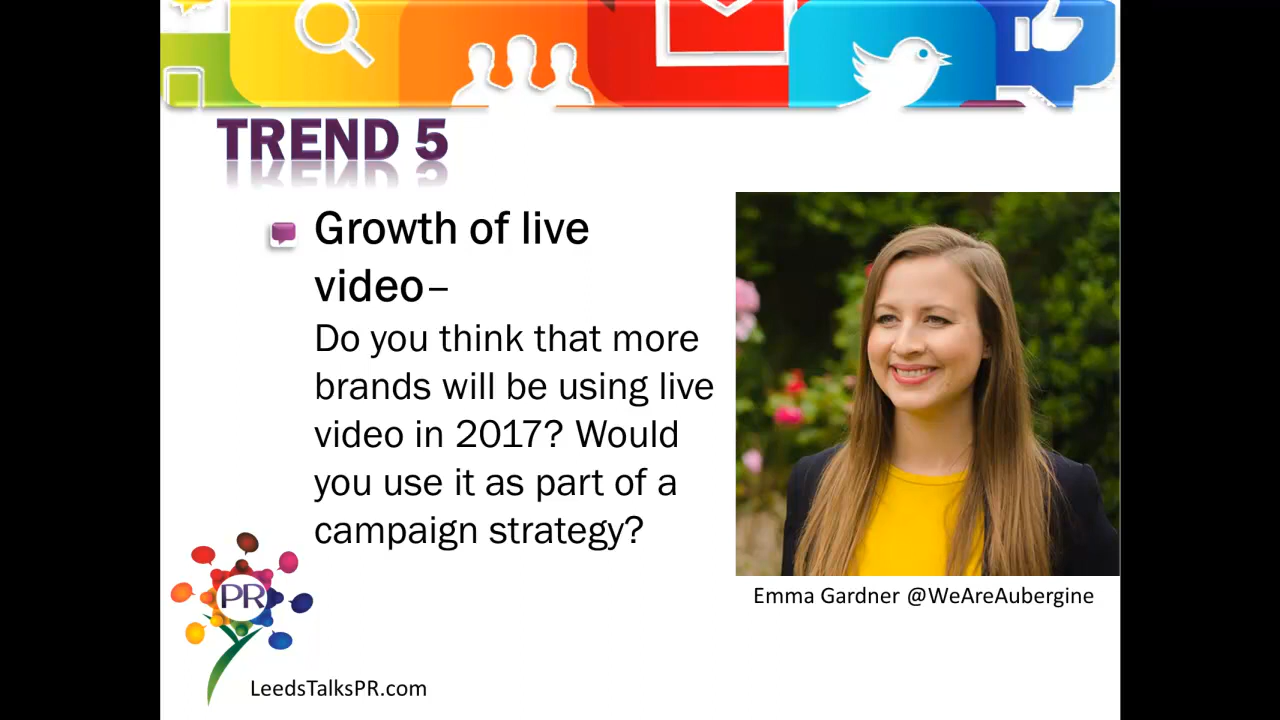 TREND 5
Growth of live
video–
Do you think that more
brands will be using live
video in 2017? Would
you use it as part of a
campaign strategy?
Emma Gardner @WeAreAubergine
PR
LeedsTalksPR.com